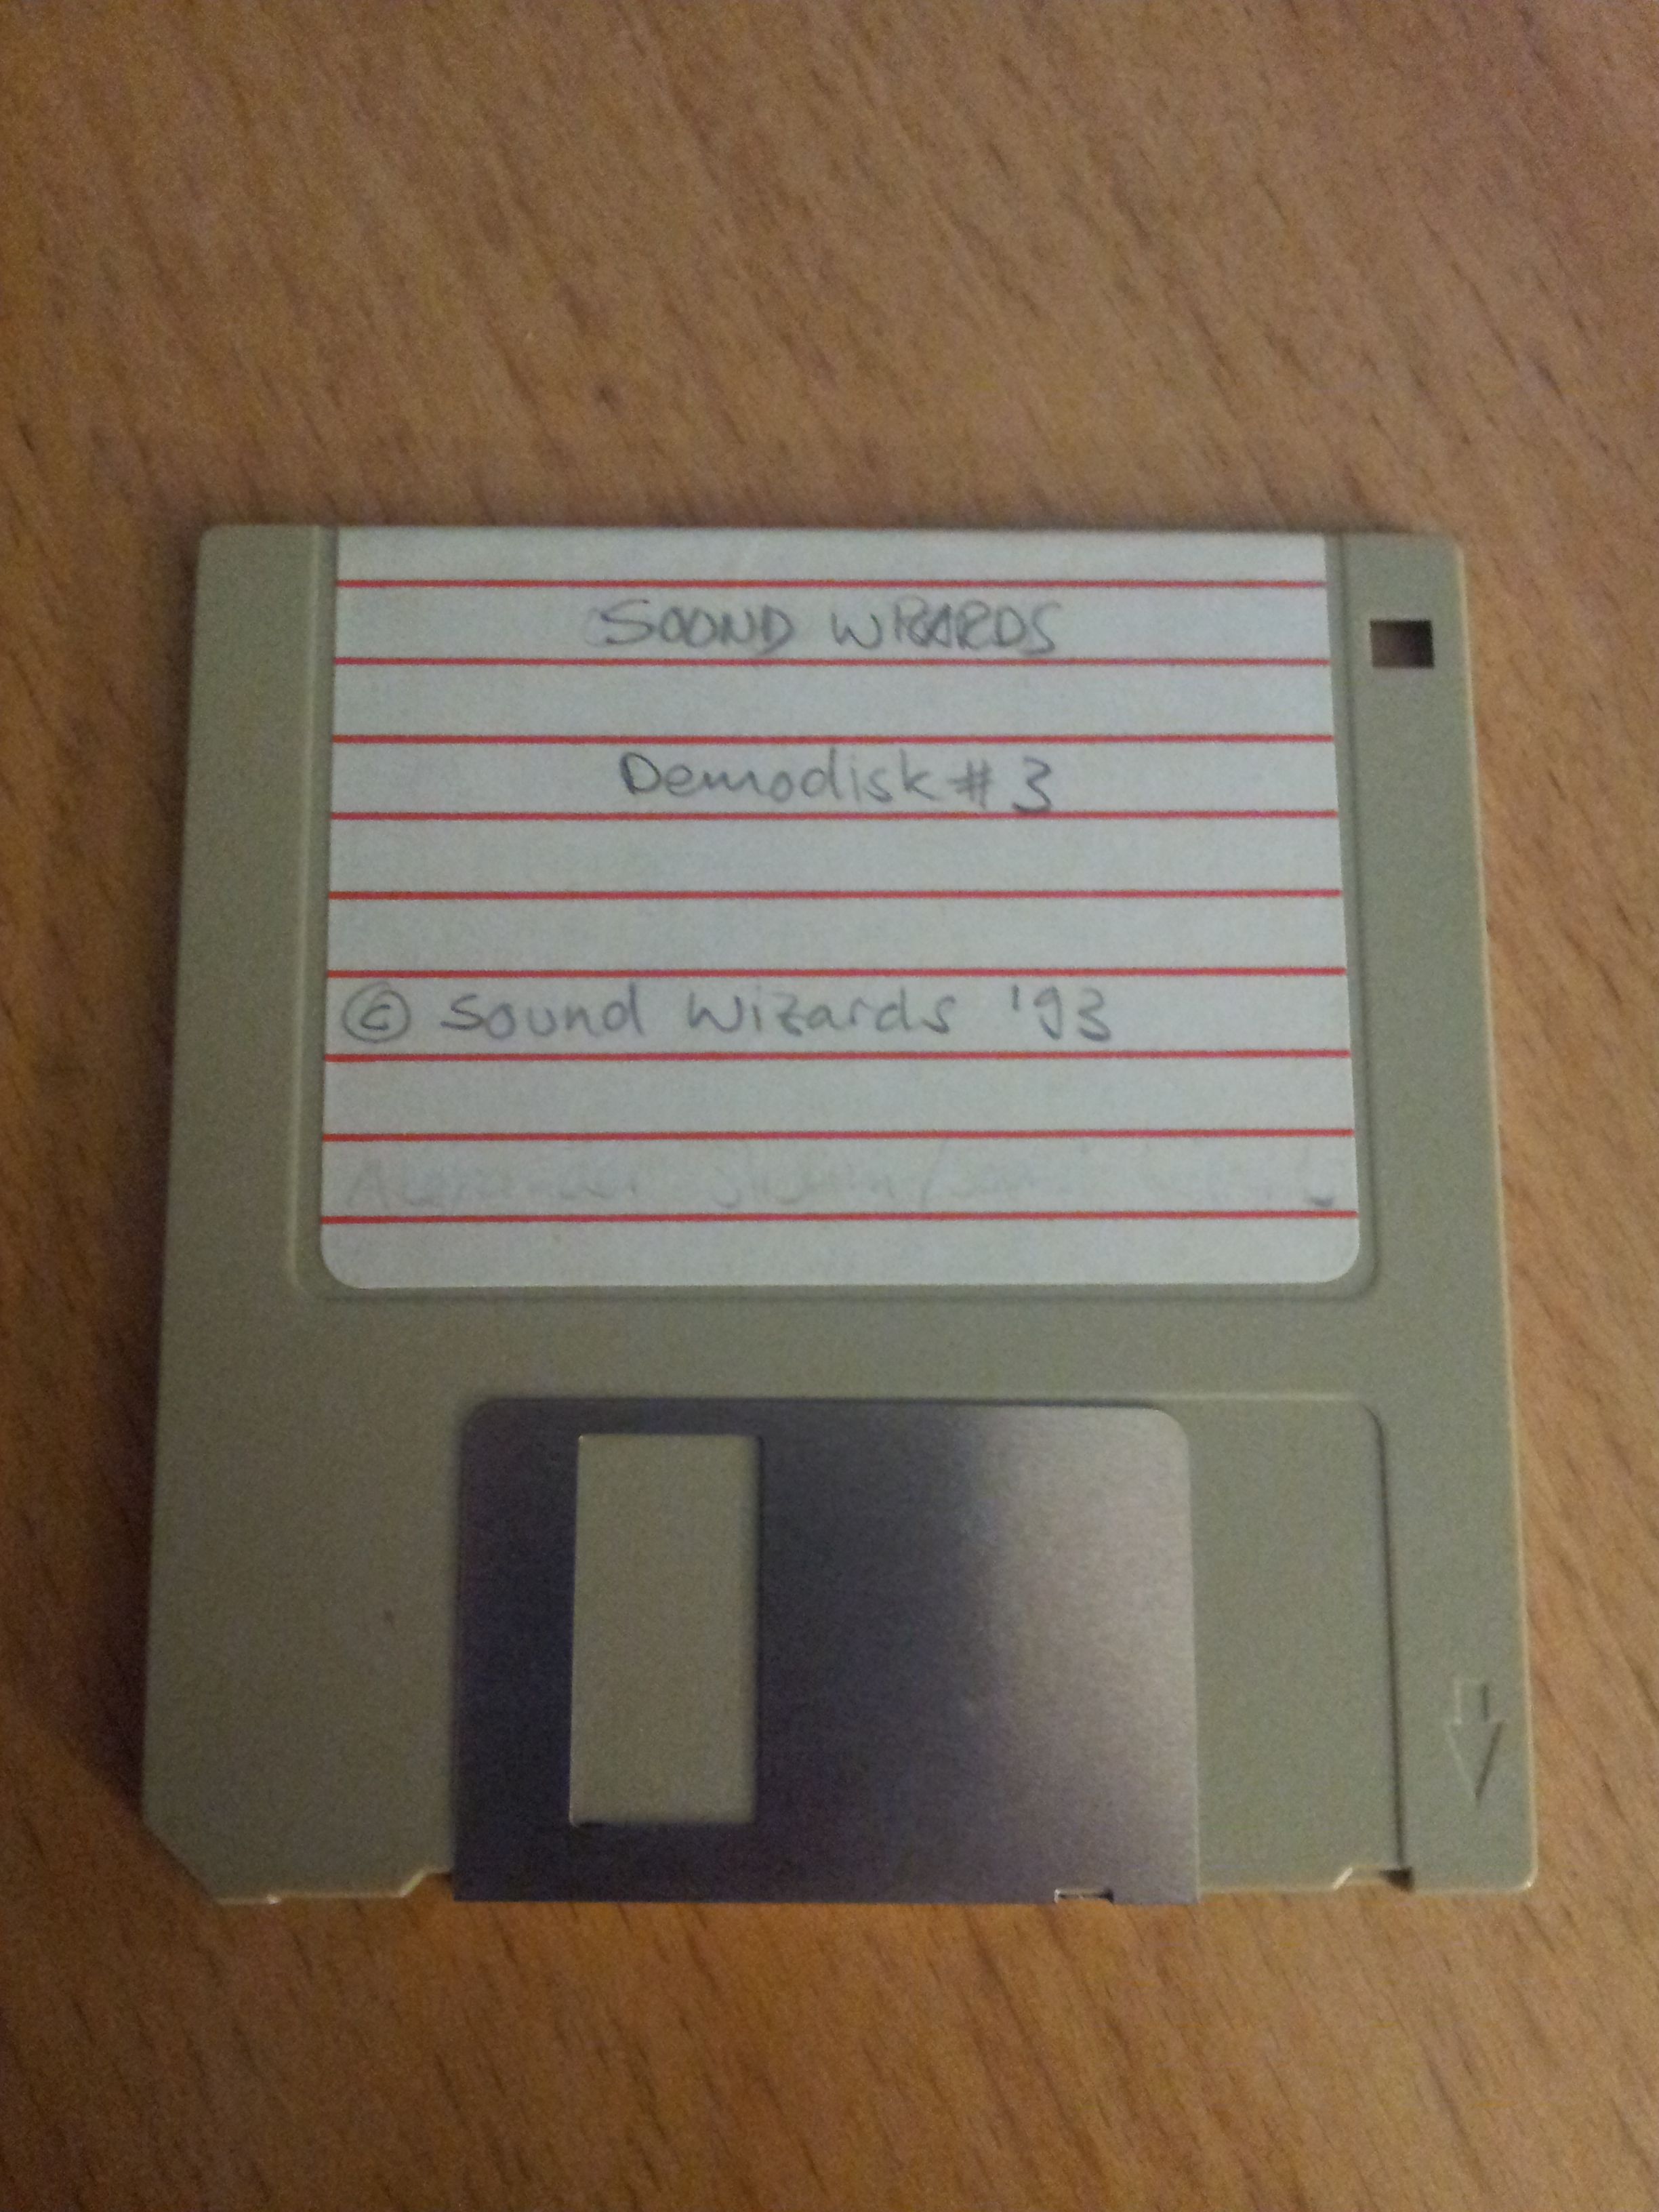 SOUND WIZARDS
Demodisk # 3
© Sound Wizards '93